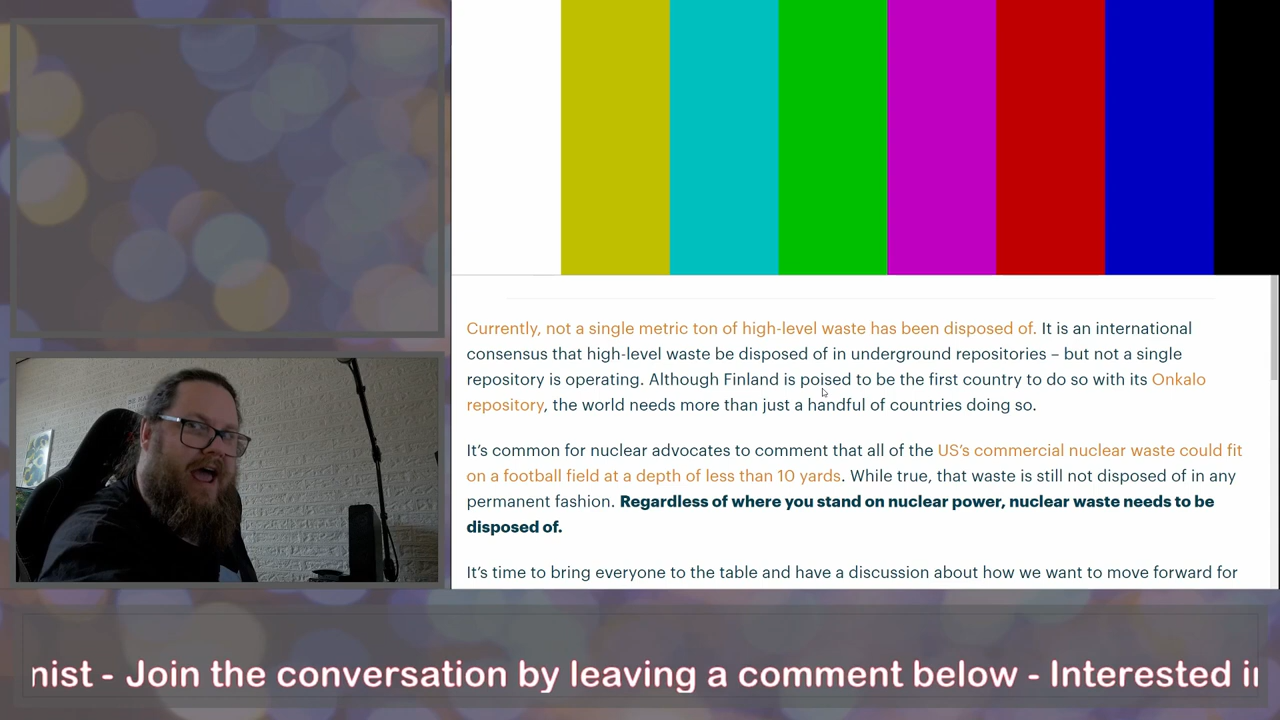 Currently, not a single metric ton of high-level waste has been disposed of. It is an international
consensus that high-level waste be disposed of in underground repositories – but not a single
repository is operating. Although Finland is poised to be the first country to do so with its Onkalo
repository, the world needs more than just a handful of countries doing so.
It’s common for nuclear advocates to comment that all of the US’s commercial nuclear waste could fit
on a football field at a depth of less than 10 yards. While true, that waste is still not disposed of in any
permanent fashion. Regardless of where you stand on nuclear power, nuclear waste needs to be
disposed of.
It’s time to bring everyone to the table and have a discussion about how we want to move forward for
nist - Join the conversation by leaving a comment below - Interested in